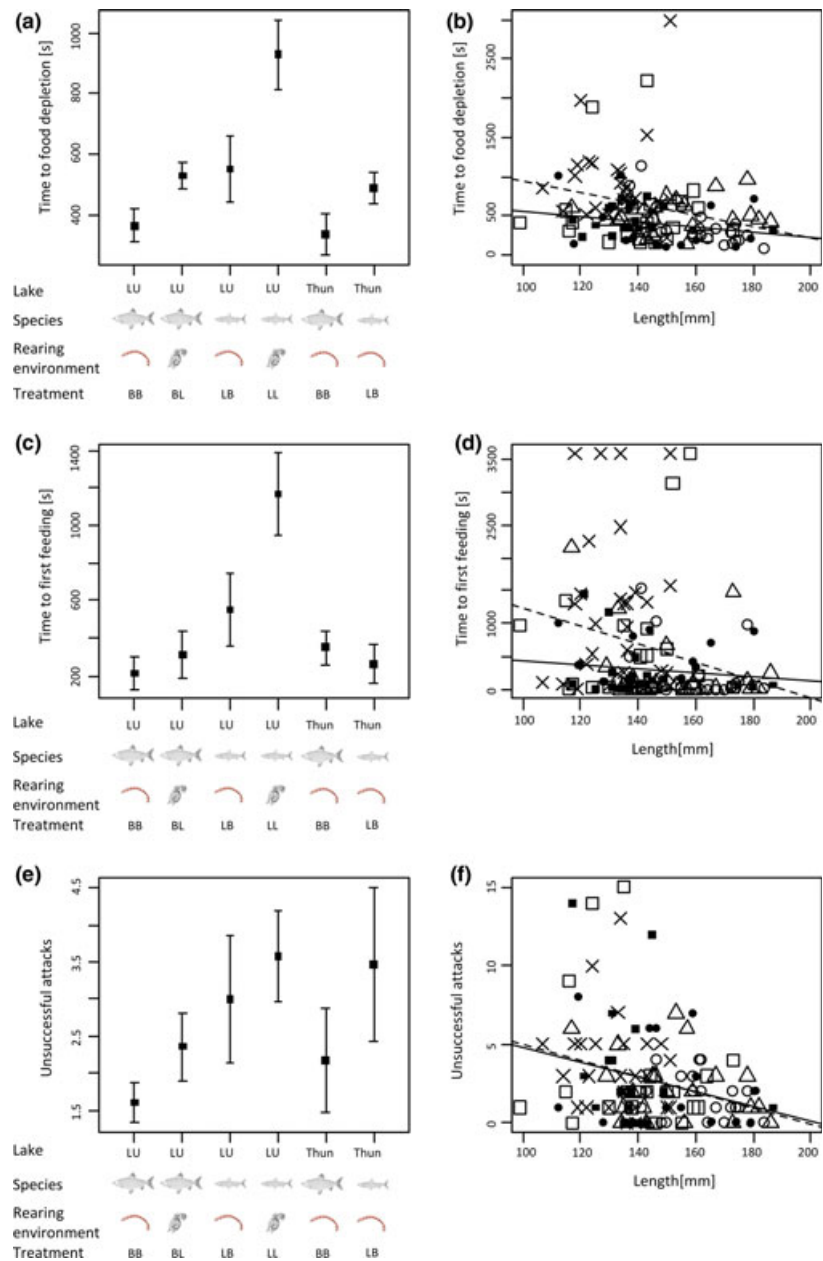 (a)
Time to food depletion [s]
1000
800
600
400
Lake LU LU LU LU Thun Thun
Species
Rearing
environment
Treatment BB BL LB LL BB LB
(b)
Time to food depletion [s]
2500
1500
500
0
100 120 140 160 180 200
Length[mm]
(c)
Time to first feeding [s]
1400
1000
600
200
Lake LU LU LU LU Thun Thun
Species
Rearing
environment
Treatment BB BL LB LL BB LB
(d)
Time to first feeding [s]
3500
2500
1000
0
100 120 140 160 180 200
Length[mm]
(e)
Unsuccessful attacks
4.5
3.5
2.5
1.5
Lake LU LU LU LU Thun Thun
Species
Rearing
environment
Treatment BB BL LB LL BB LB
(f)
Unsuccessful attacks
15
10
5
0
100 120 140 160 180 200
Length[mm]